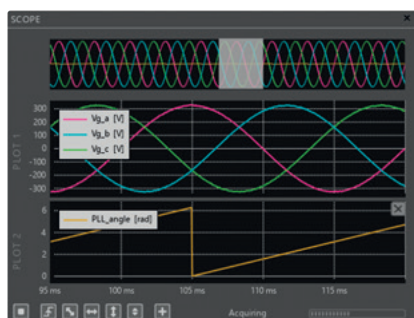 SCOPE
PLOT 1
300
200
100
0
-100
-200
-300
Vg_a [V]
Vg_b [V]
Vg_c [V]
PLOT 2
6
4
2
0
PLL_angle [rad]
95 ms
100 ms
105 ms
110 ms
115 ms
Acquiring